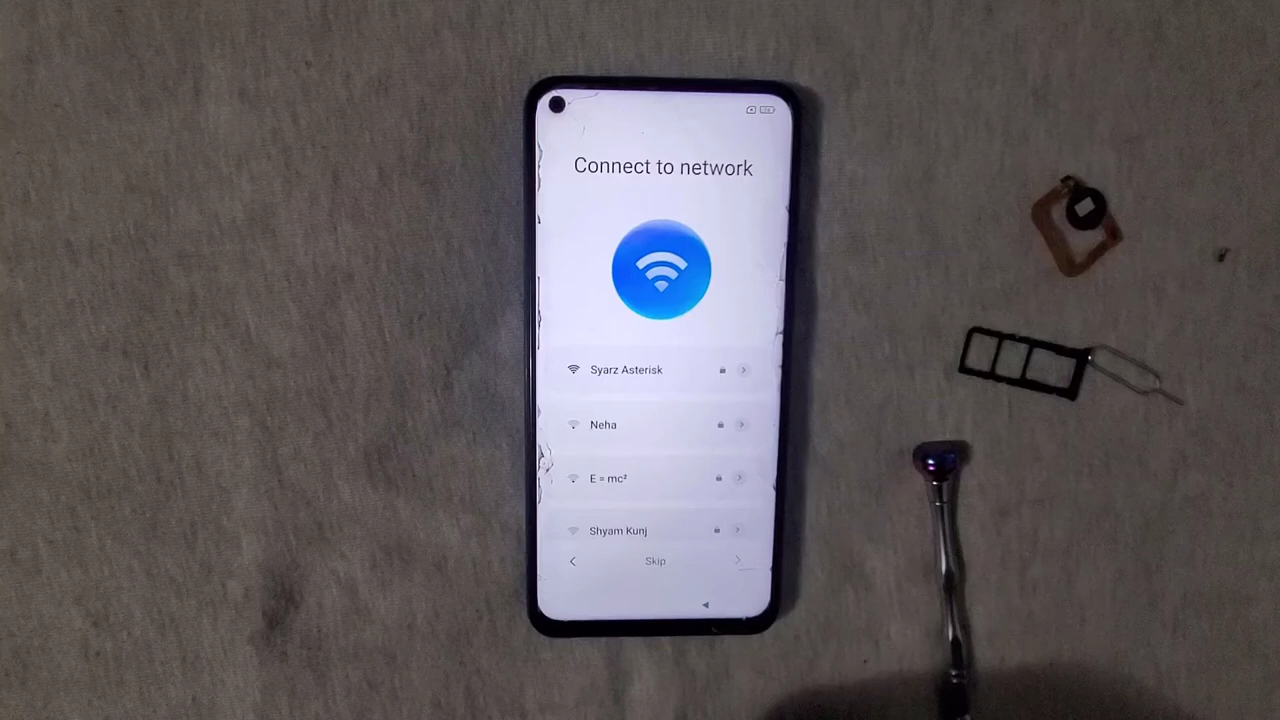 Connect to network
Syarz Asterisk
Neha
E = mc²
Shyam Kunj
Skip